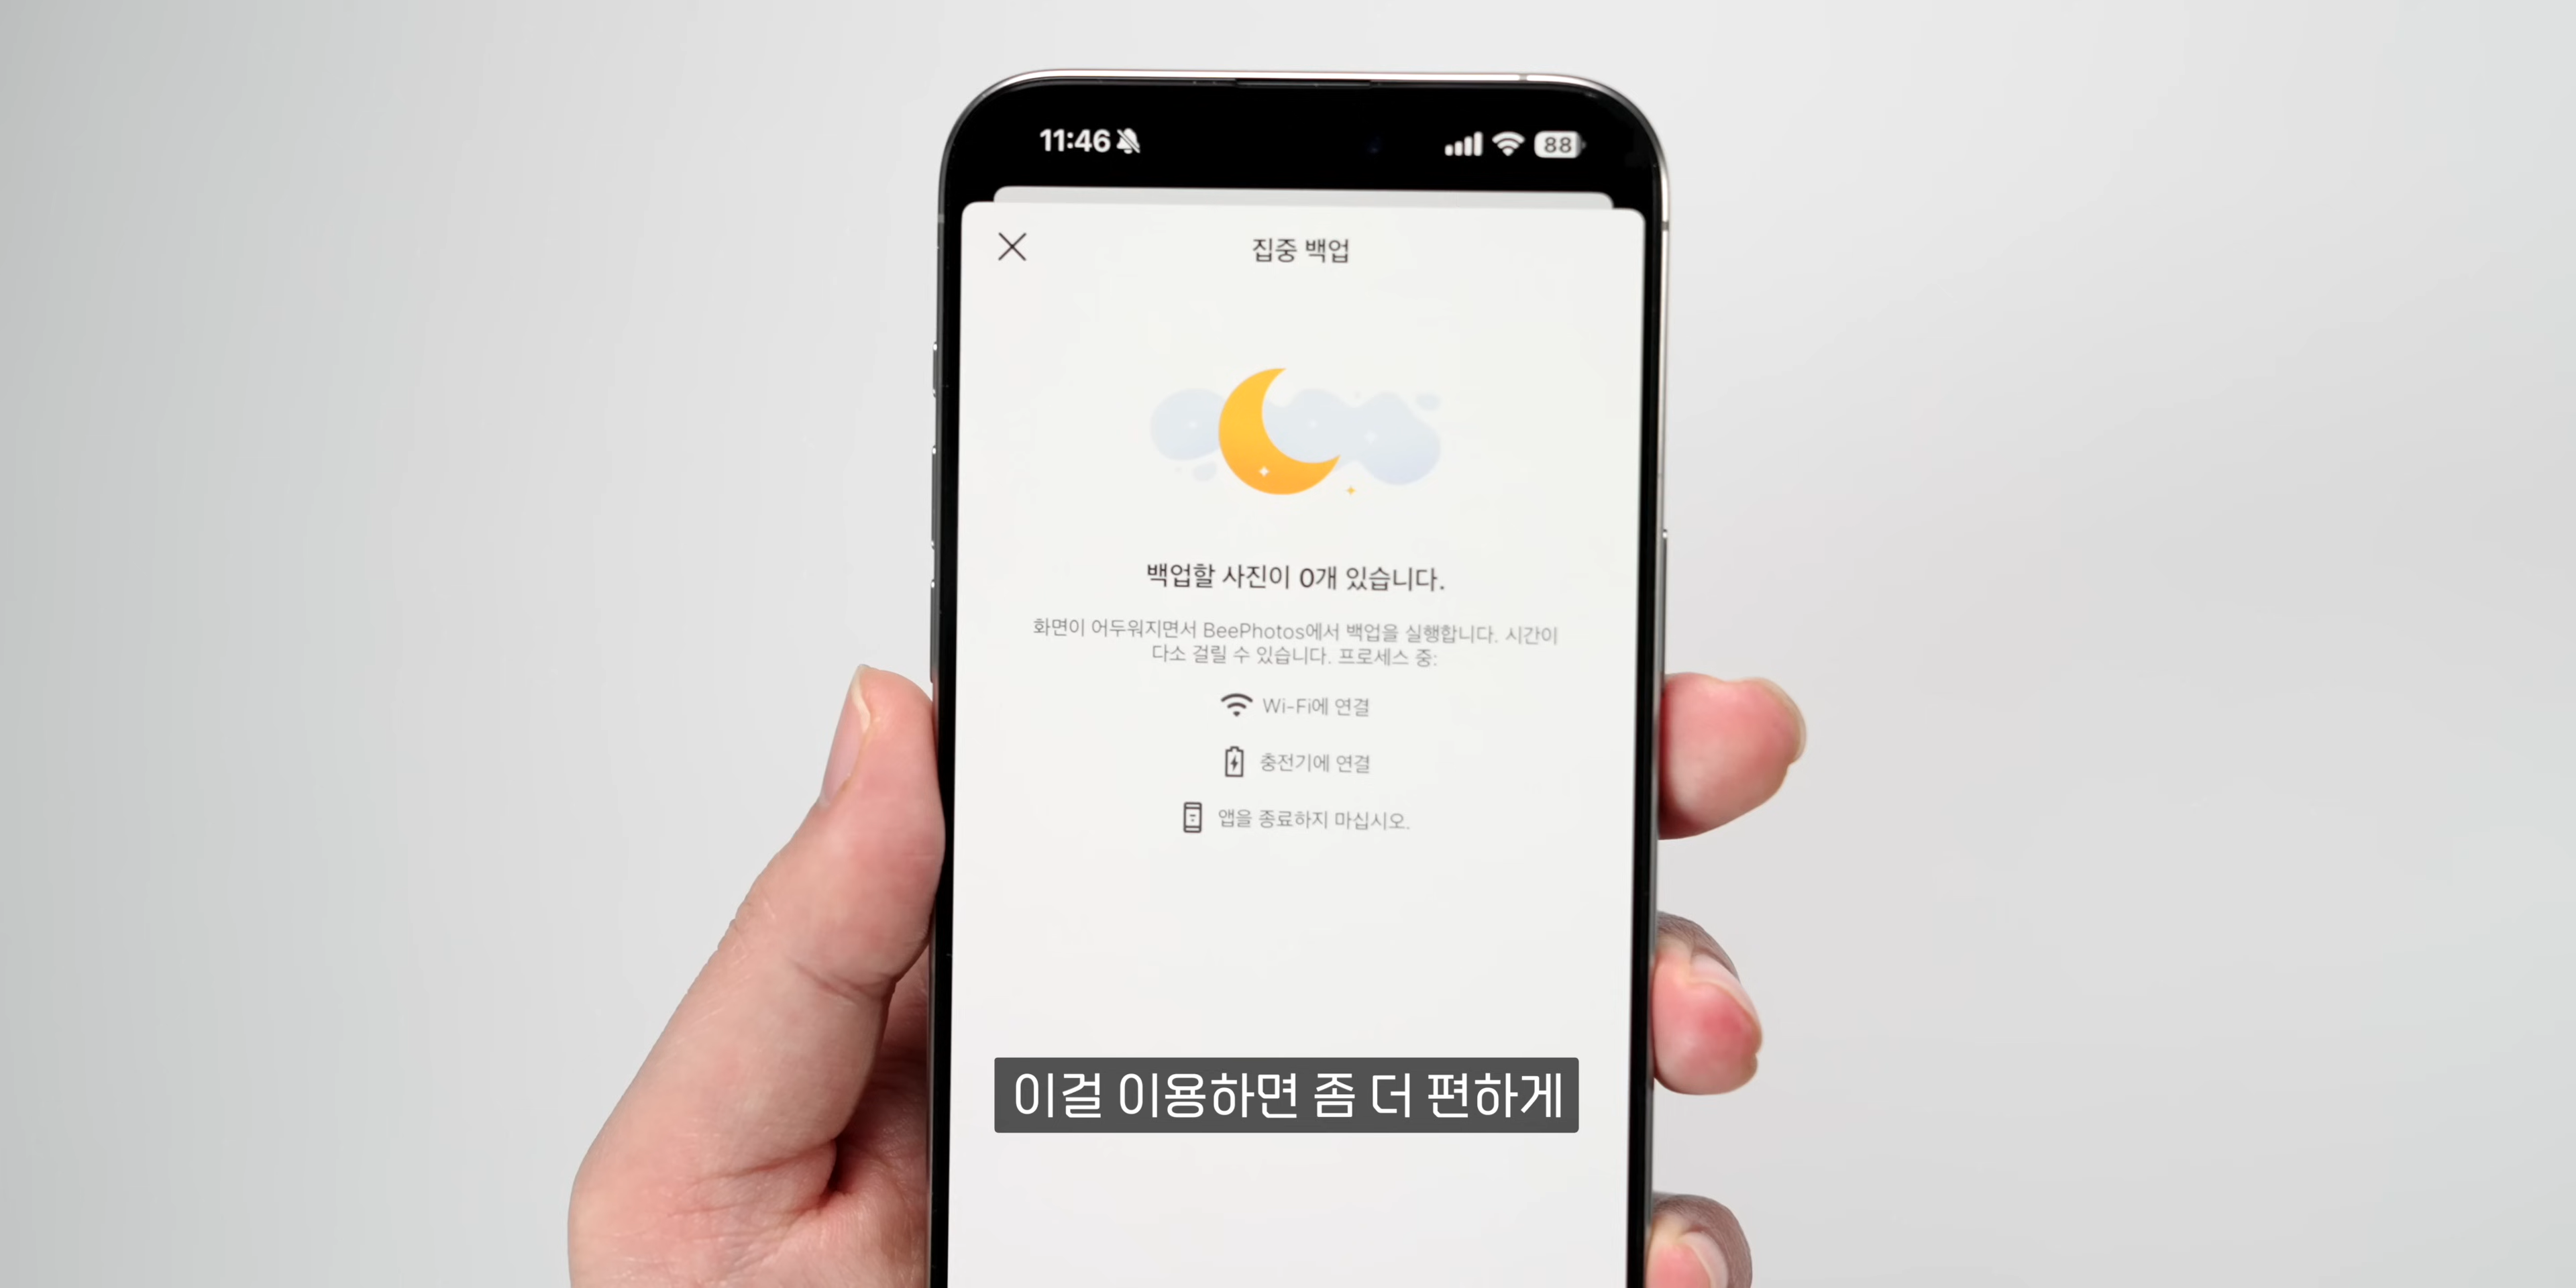 11:46
88
집중 백업
백업할 사진이 0개 있습니다.
화면이 어두워지면서 BeePhotos에서 백업을 실행합니다. 시간이
다소 걸릴 수 있습니다. 프로세스 중:
Wi-Fi에 연결
충전기에 연결
앱을 종료하지 마십시오.
이걸 이용하면 좀 더 편하게